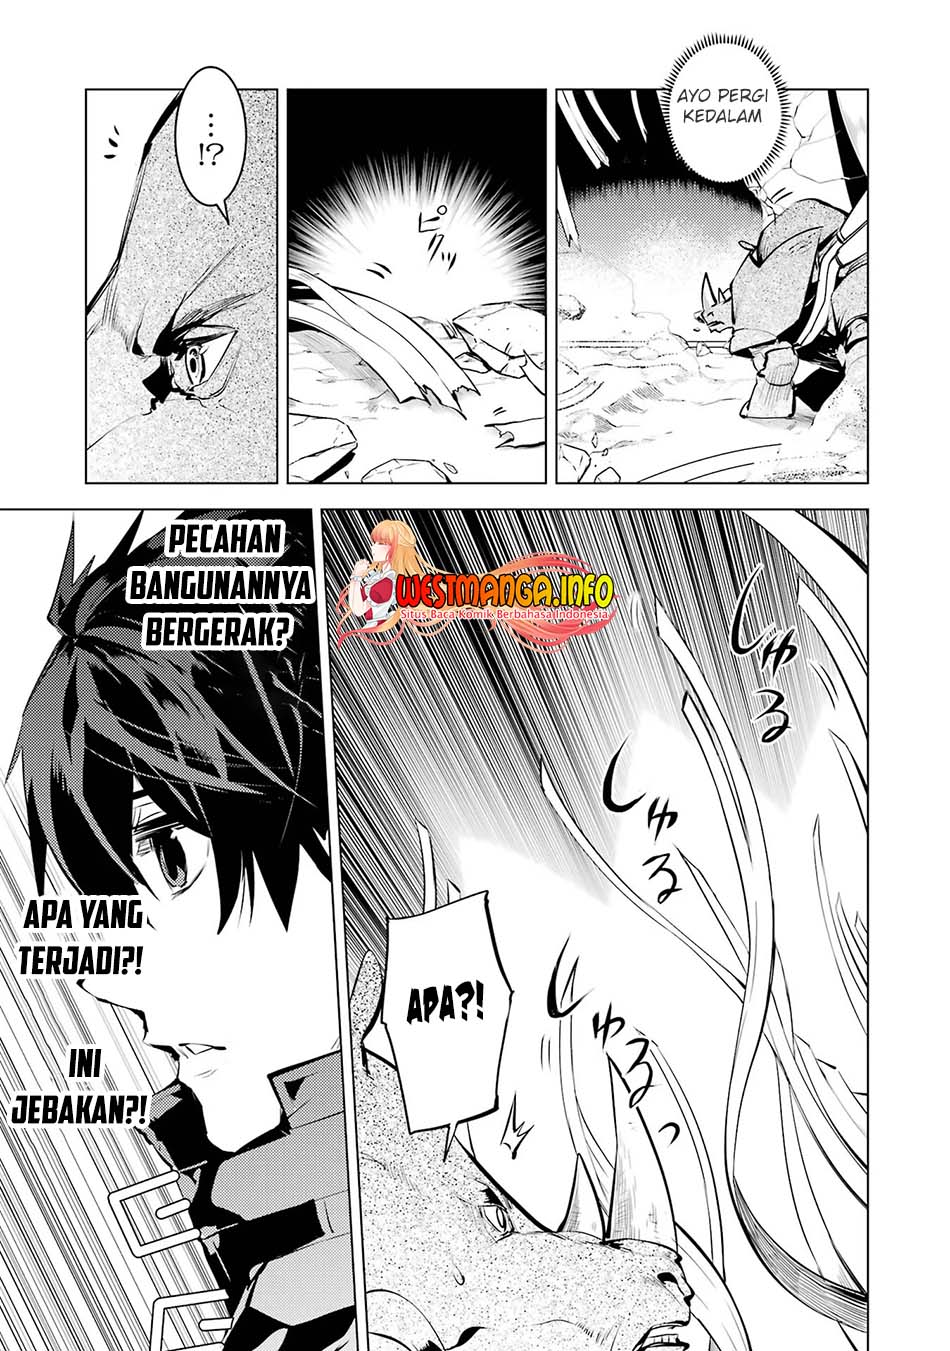 AYO PERGI
KEDALAM
ピクッ
…
!?
しゅる
しゅる
しゅるっ
APA?!
WESTMANGA.INFO
Situs Baca Komik Berbahasa Indonesia
PECAHAN
BANGUNANNYA
BERGERAK?
APA YANG
TERJADI?!
INI
JEBAKAN?!